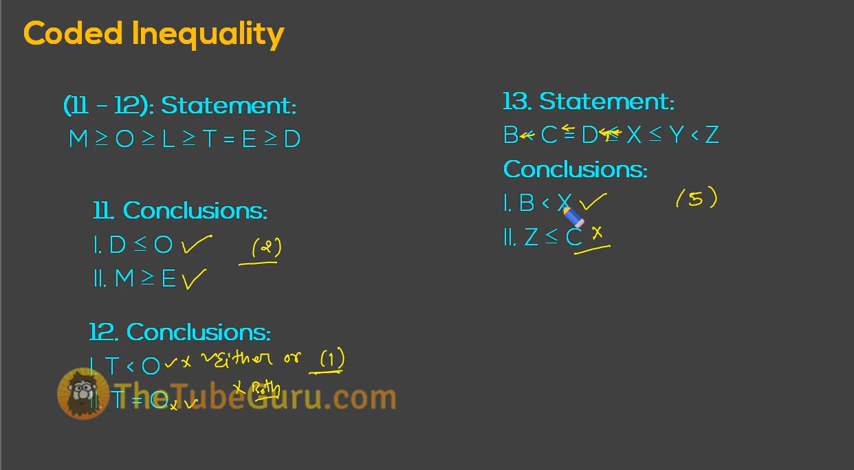 Coded Inequality
(11 - 12): Statement:
M ≥ O ≥ L ≥ T = E ≥ D
11. Conclusions:
I. D ≤ O ✓ (2)
II. M ≥ E ✓
12. Conclusions:
I. T < O ✓ x Either or (1)
x Both
II. T = O x ✓
TheTubeGuru.com
13. Statement:
B < C = D ≤ X ≤ Y < Z
Conclusions:
I. B < X ✓ (5)
II. Z ≤ C x